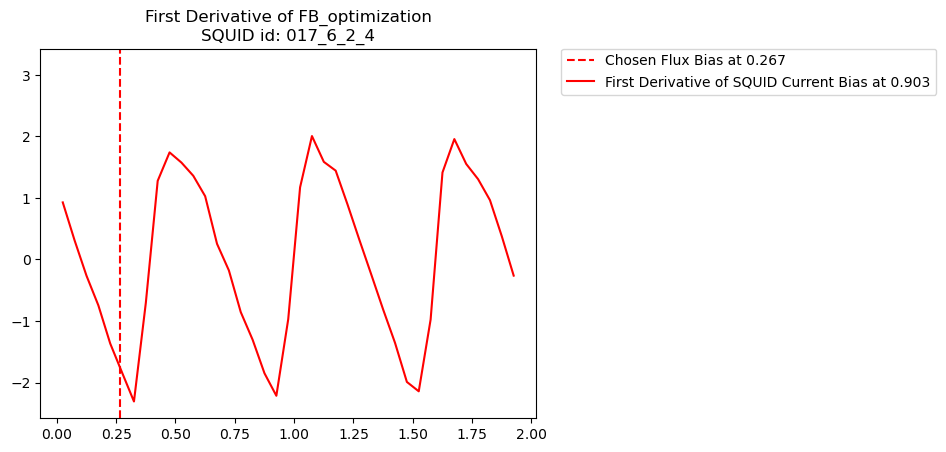 First Derivative of FB_optimization
SQUID id: 017_6_2_4
Chosen Flux Bias at 0.267
First Derivative of SQUID Current Bias at 0.903
3
2
1
0
−1
−2
0.00 0.25 0.50 0.75 1.00 1.25 1.50 1.75 2.00